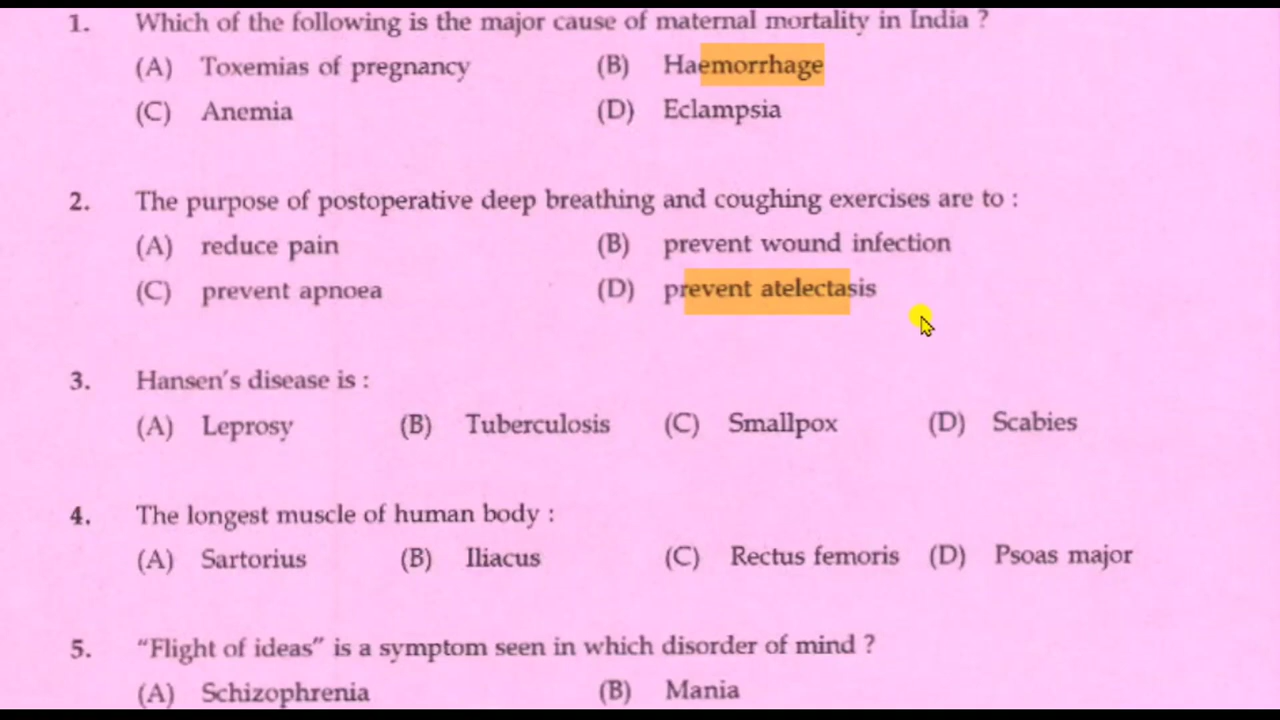 1. Which of the following is the major cause of maternal mortality in India ?
(A) Toxemias of pregnancy (B) Haemorrhage
(C) Anemia (D) Eclampsia
2. The purpose of postoperative deep breathing and coughing exercises are to :
(A) reduce pain (B) prevent wound infection
(C) prevent apnoea (D) prevent atelectasis
3. Hansen's disease is :
(A) Leprosy (B) Tuberculosis (C) Smallpox (D) Scabies
4. The longest muscle of human body :
(A) Sartorius (B) Iliacus (C) Rectus femoris (D) Psoas major
5. "Flight of ideas" is a symptom seen in which disorder of mind ?
(A) Schizophrenia (B) Mania